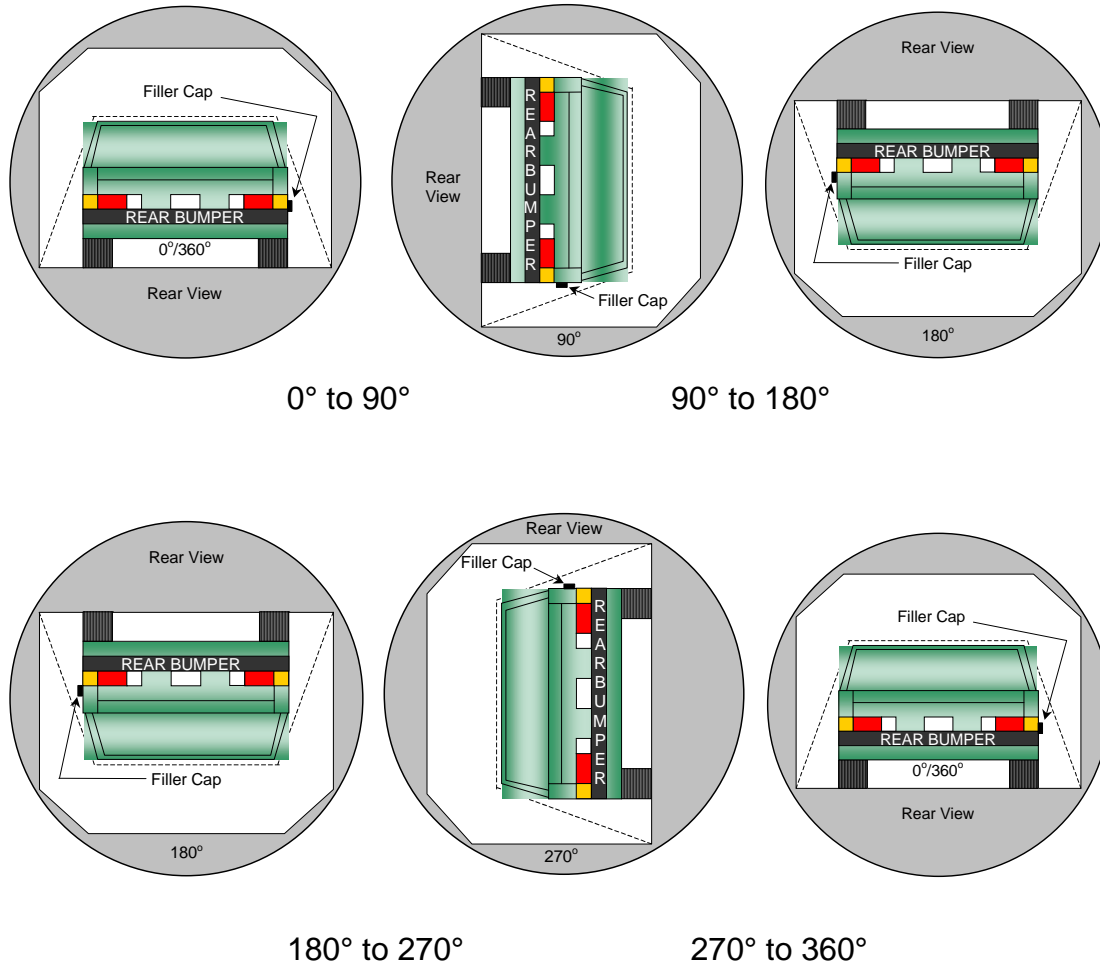 Filler Cap
REAR BUMPER
0°/360°
Rear View
Rear
View
REARBUMPER
Filler Cap
90°
Rear View
REAR BUMPER
Filler Cap
180°
0° to 90°
90° to 180°
Rear View
REAR BUMPER
Filler Cap
180°
Rear View
Filler Cap
REARBUMPER
270°
Filler Cap
REAR BUMPER
0°/360°
Rear View
180° to 270°
270° to 360°